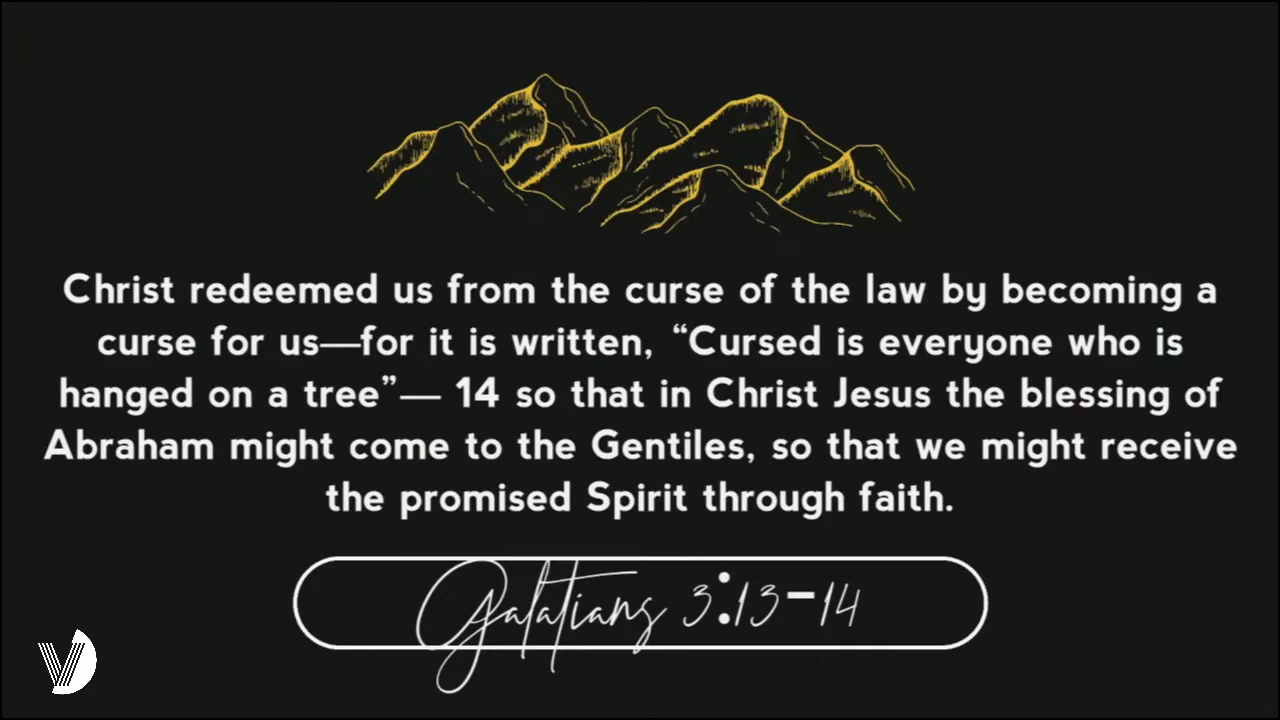 Christ redeemed us from the curse of the law by becoming a
curse for us—for it is written, “Cursed is everyone who is
hanged on a tree”— 14 so that in Christ Jesus the blessing of
Abraham might come to the Gentiles, so that we might receive
the promised Spirit through faith.
Galatians 3:13-14
V